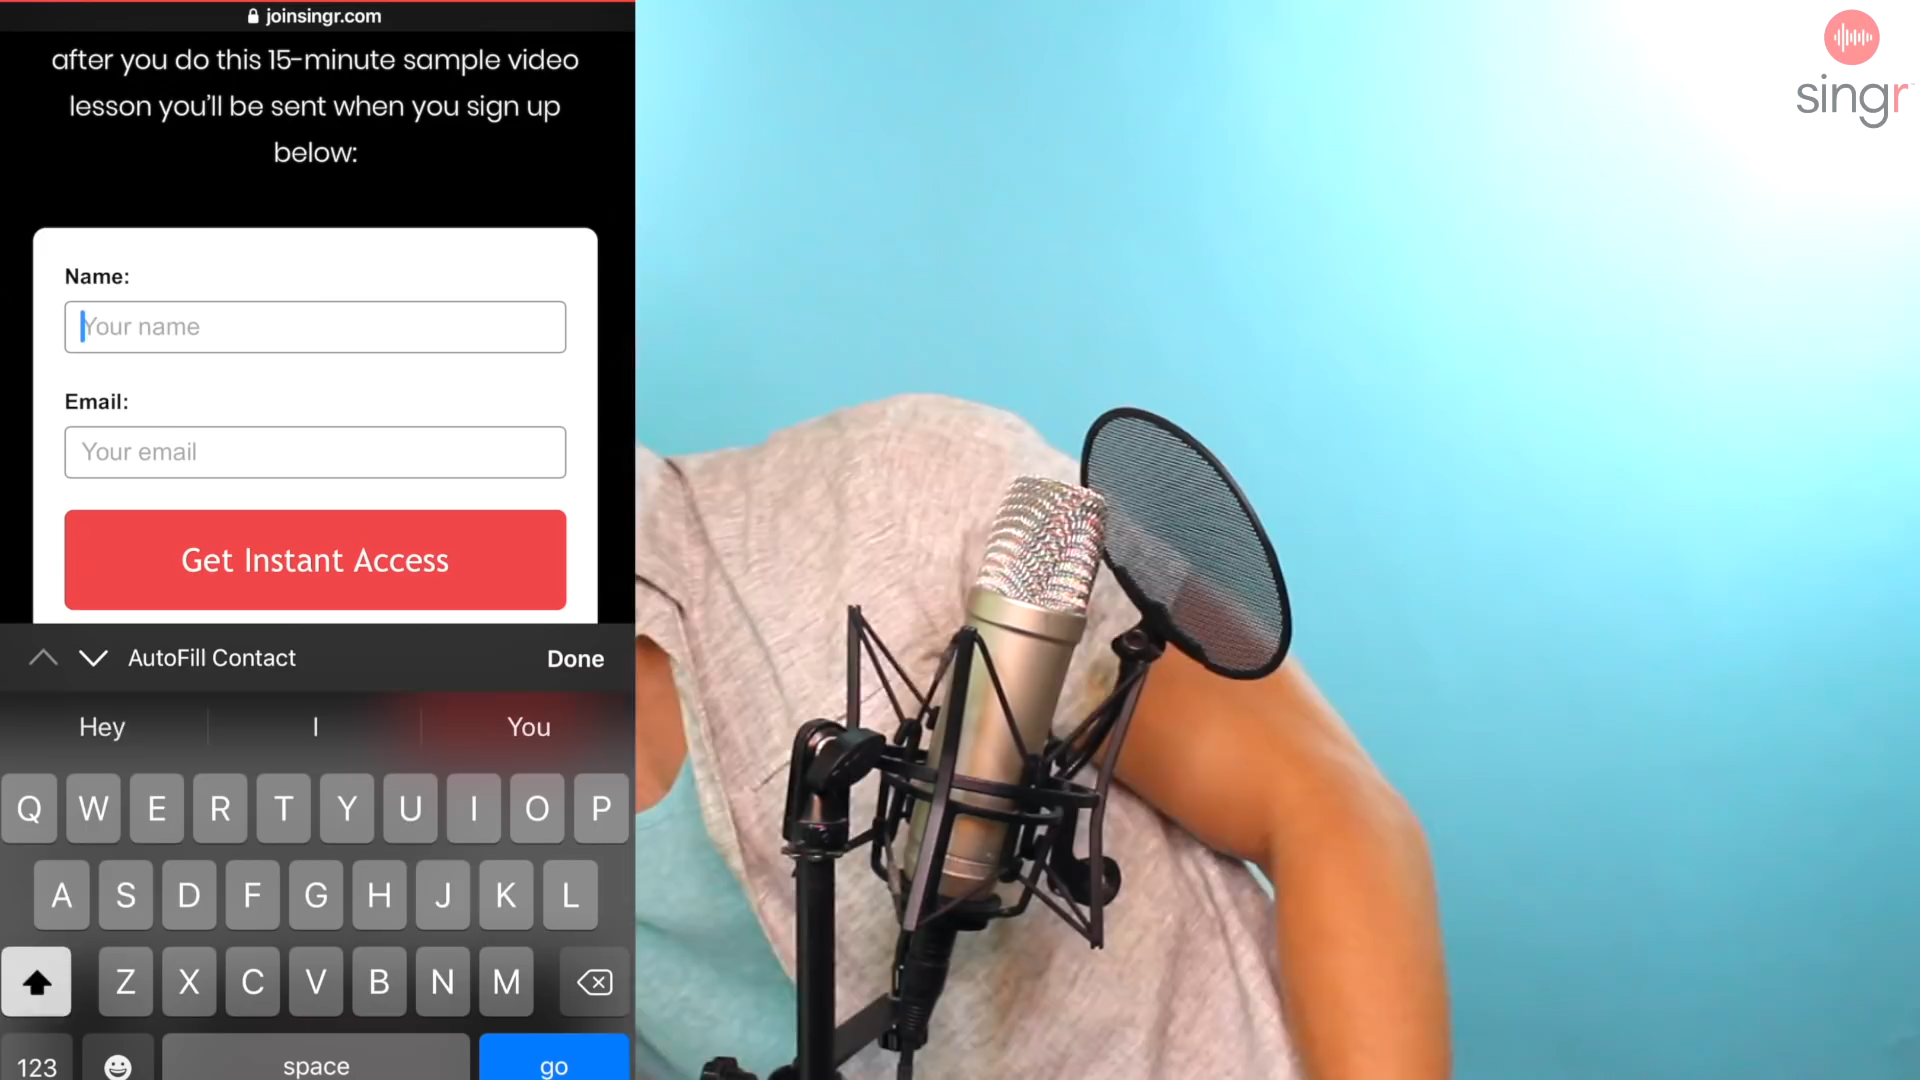 joinsingr.com
after you do this 15-minute sample video
lesson you'll be sent when you sign up
below:
Name:
Your name
Email:
Your email
Get Instant Access
AutoFill Contact Done
Hey I You
Q W E R T Y U I O P
A S D F G H J K L
Z X C V B N M
123 space go
singr